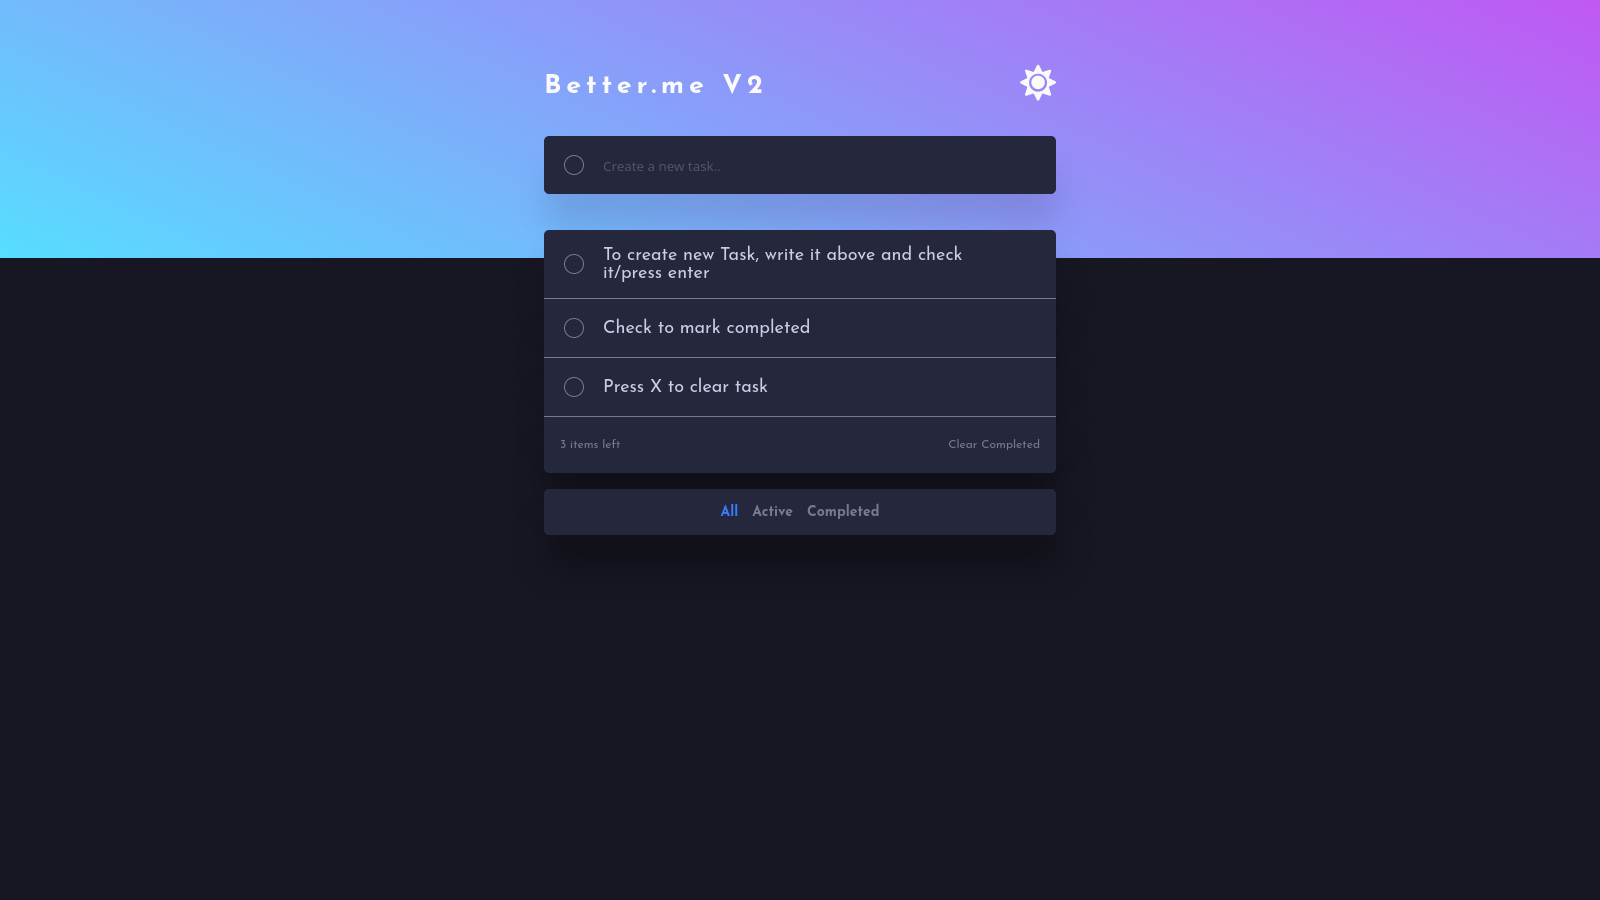 Better.me V2
Create a new task..
To create new Task, write it above and check
it/press enter
Check to mark completed
Press X to clear task
3 items left Clear Completed
All Active Completed